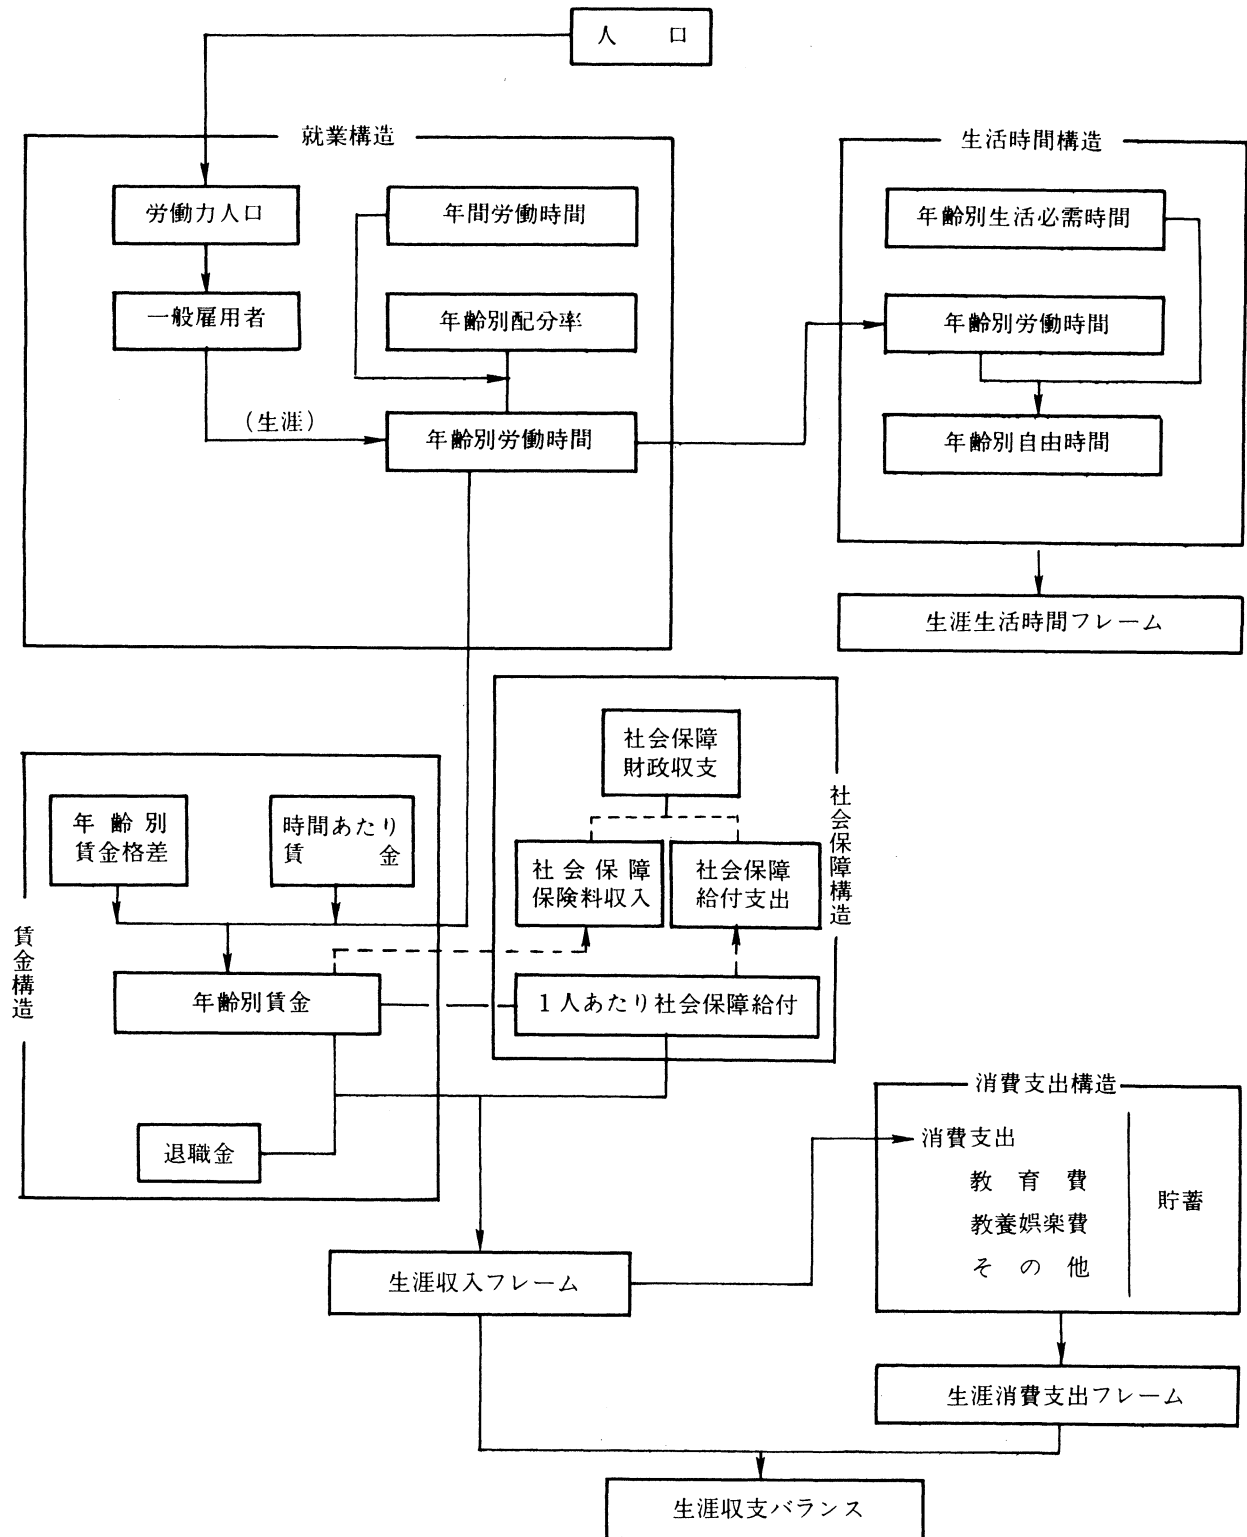 人口
就業構造
労働力人口
年間労働時間
一般雇用者
年齢別配分率
(生涯)
年齢別労働時間
生活時間構造
年齢別生活必需時間
年齢別労働時間
年齢別自由時間
生涯生活時間フレーム
社会保障構造
社会保障
財政収支
社会保障
保険料収入
社会保障
給付支出
1人あたり社会保障給付
賃金構造
年齢別
賃金格差
時間あたり
賃金
年齢別賃金
退職金
生涯収入フレーム
消費支出構造
消費支出
教育費
教養娯楽費
その他
貯蓄
生涯消費支出フレーム
生涯収支バランス